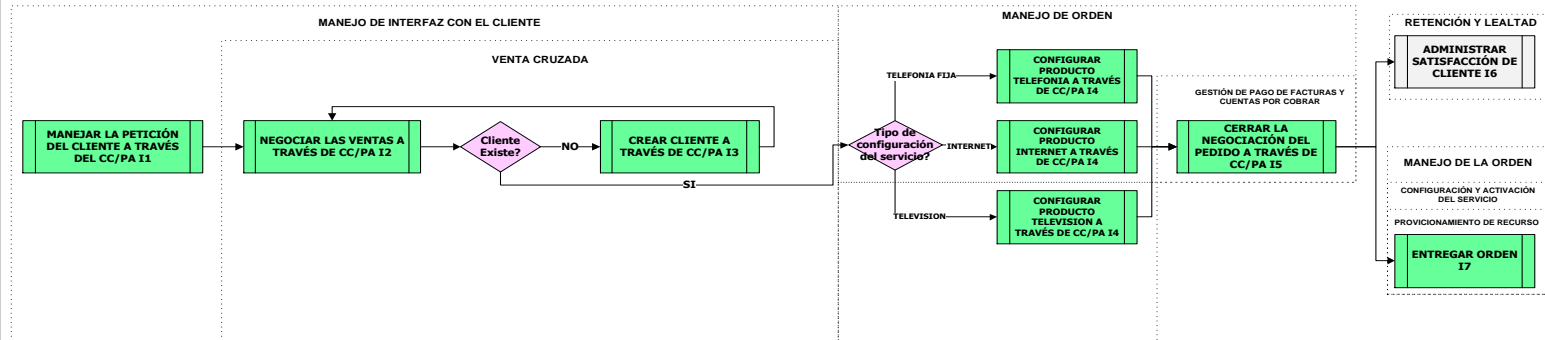 MANEJO DE INTERFAZ CON EL CLIENTE
MANEJO DE ORDEN
RETENCIÓN Y LEALTAD
VENTA CRUZADA
MANEJAR LA PETICIÓN
DEL CLIENTE A TRAVÉS
DEL CC/PA I1
NEGOCIAR LAS VENTAS A
TRAVÉS DE CC/PA I2
Cliente
Existe?
NO
CREAR CLIENTE A
TRAVÉS DE CC/PA I3
SI
Tipo de
configuración
del servicio?
TELEFONIA FIJA
CONFIGURAR
PRODUCTO
TELEFONIA A TRAVÉS
DE CC/PA I4
INTERNET
CONFIGURAR
PRODUCTO
INTERNET A TRAVÉS
DE CC/PA I4
TELEVISION
CONFIGURAR
PRODUCTO
TELEVISION A
TRAVÉS DE CC/PA I4
GESTIÓN DE PAGO DE FACTURAS Y
CUENTAS POR COBRAR
CERRAR LA
NEGOCIACIÓN DEL
PEDIDO A TRAVÉS DE
CC/PA I5
ADMINISTRAR
SATISFACCIÓN DE
CLIENTE I6
MANEJO DE LA ORDEN
CONFIGURACIÓN Y ACTIVACIÓN
DEL SERVICIO
PROVICIONAMIENTO DE RECURSO
ENTREGAR ORDEN
I7